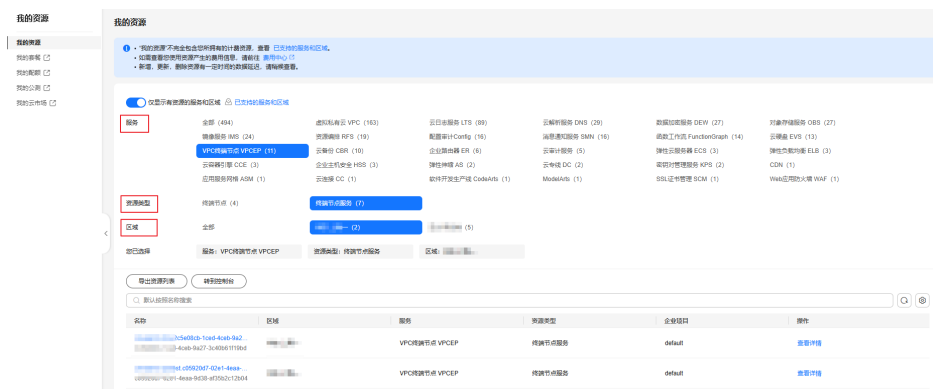 我的资源
我的资源
我的套餐
我的配额
我的公测
我的云市场
我的资源
• “我的资源”不完全包含您所拥有的计费资源，查看 已支持的服务和区域。
• 如需查看您使用资源产生的费用信息，请前往 费用中心
• 新增、更新、删除资源有一定时间的数据延迟，请稍候查看。
仅显示有资源的服务和区域 已支持的服务和区域
服务 全部 (494) 虚拟私有云 VPC (163) 云日志服务 LTS (89) 云解析服务 DNS (29) 数据加密服务 DEW (27) 对象存储服务 OBS (27)
镜像服务 IMS (24) 资源编排 RFS (19) 配置审计Config (16) 消息通知服务 SMN (16) 函数工作流 FunctionGraph (14) 云硬盘 EVS (13)
VPC终端节点 VPCEP (11) 云备份 CBR (10) 企业路由器 ER (6) 云审计服务 (5) 弹性云服务器 ECS (3) 弹性负载均衡 ELB (3)
云容器引擎 CCE (3) 企业主机安全 HSS (3) 弹性伸缩 AS (2) 云专线 DC (2) 密钥对管理服务 KPS (2) CDN (1)
应用服务网格 ASM (1) 云连接 CC (1) 软件开发生产线 CodeArts (1) ModelArts (1) SSL证书管理 SCM (1) Web应用防火墙 WAF (1)
资源类型 终端节点 (4) 终端节点服务 (7)
区域 全部 (2) (5)
您已选择 服务：VPC终端节点 VPCEP 资源类型：终端节点服务 区域：
导出资源列表 转到控制台
默认按照名称搜索
名称 区域 服务 资源类型 企业项目 操作
c5e08cb-1ced-4ceb-9a2...
-4ceb-9a27-3c40b61f19bd
VPC终端节点 VPCEP 终端节点服务 default 查看详情
st.c05920d7-02e1-4eaa-...
-4eaa-9d38-af35b2c12b04
VPC终端节点 VPCEP 终端节点服务 default 查看详情